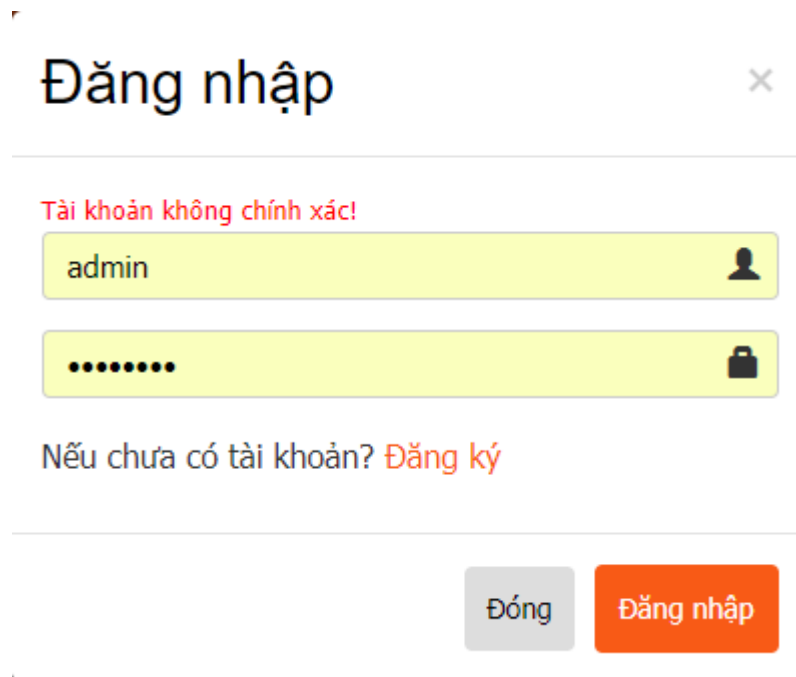 Đăng nhập ×
Tài khoản không chính xác!
admin
••••••••
Nếu chưa có tài khoản? Đăng ký
Đóng Đăng nhập